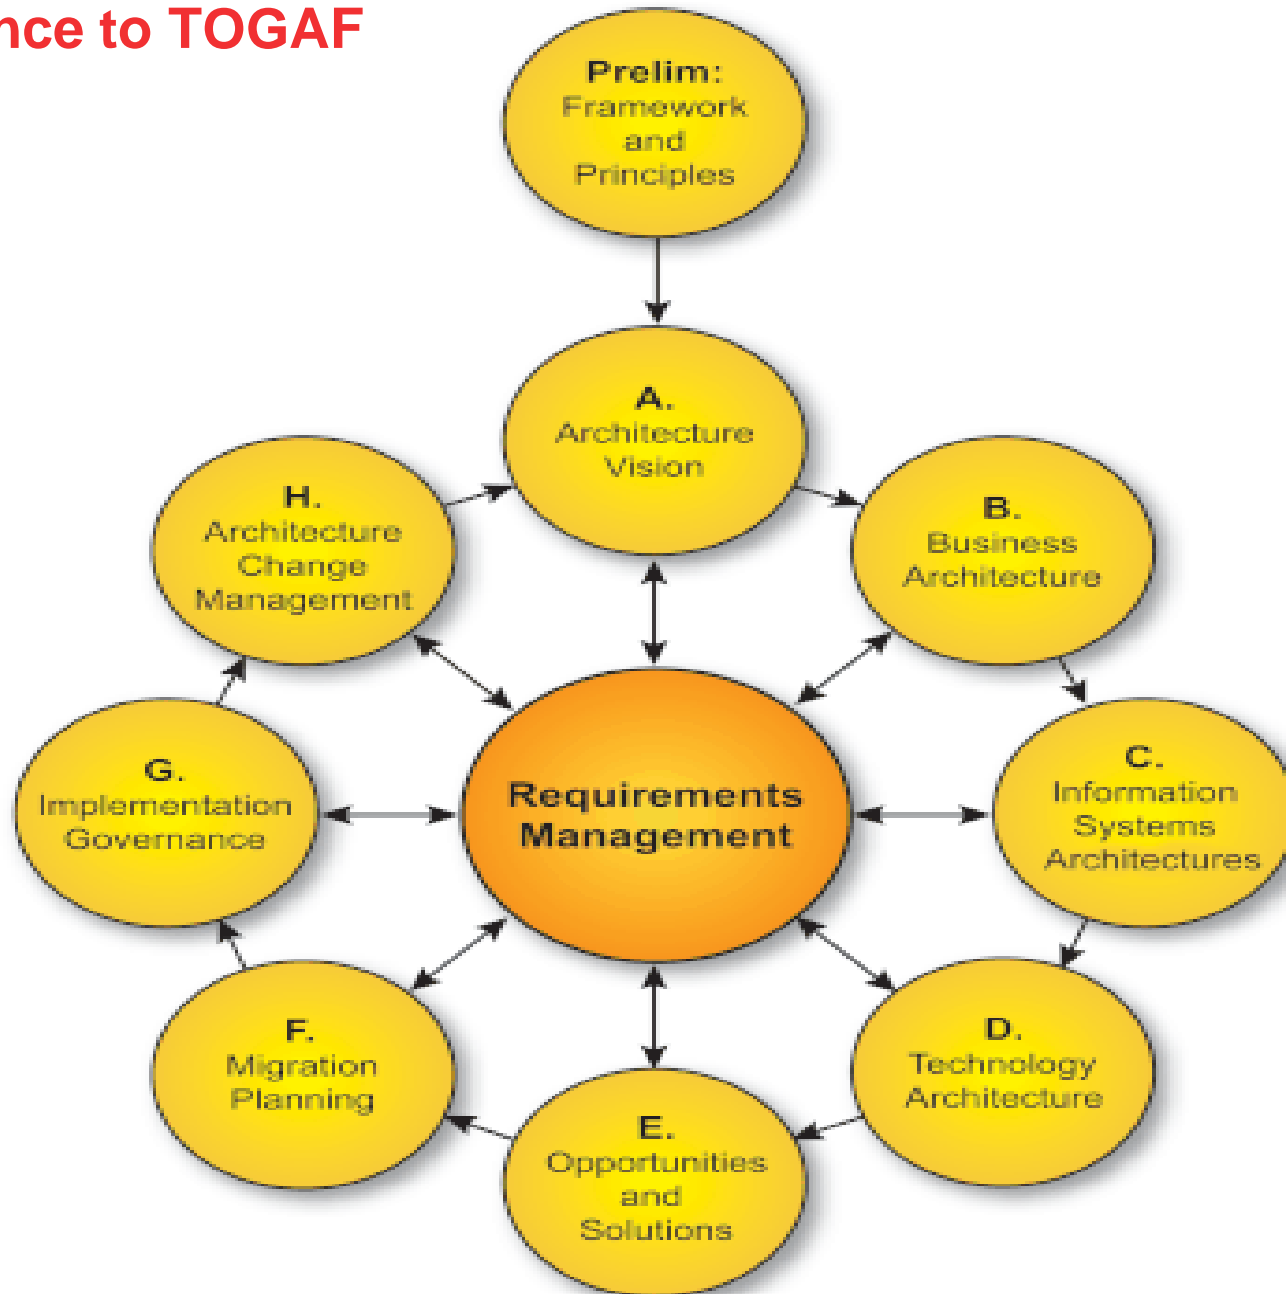 nce to TOGAF
Prelim:
Framework
and
Principles
A.
Architecture
Vision
H.
Architecture
Change
Management
B.
Business
Architecture
G.
Implementation
Governance
Requirements
Management
C.
Information
Systems
Architectures
F.
Migration
Planning
D.
Technology
Architecture
E.
Opportunities
and
Solutions